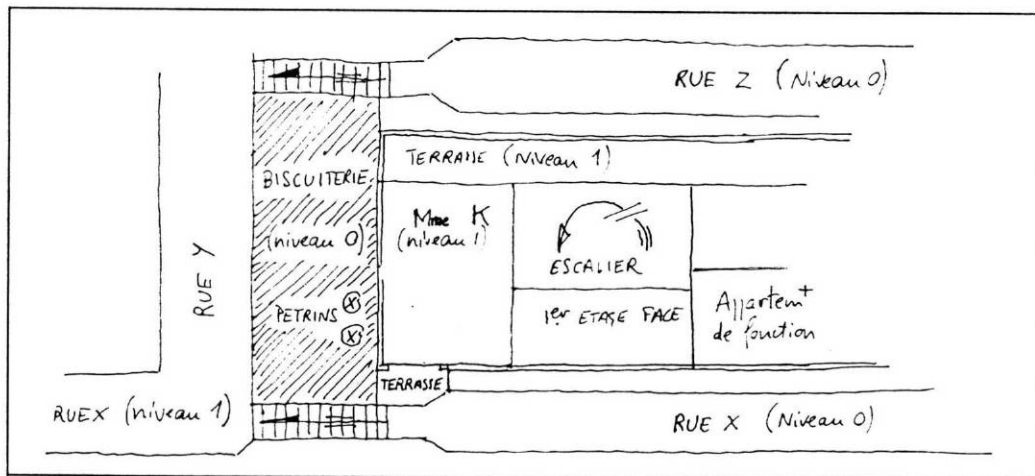 RUE Z (Niveau 0)
TERRASSE (Niveau 1)
BISCUITERIE
(niveau 0)
PETRINS
X
X
RUE Y
Mme K
(niveau 1)
ESCALIER
1er ETAGE FACE
Appartemt
de fonction
TERRASSE
RUE X (niveau 1)
RUE X (Niveau 0)